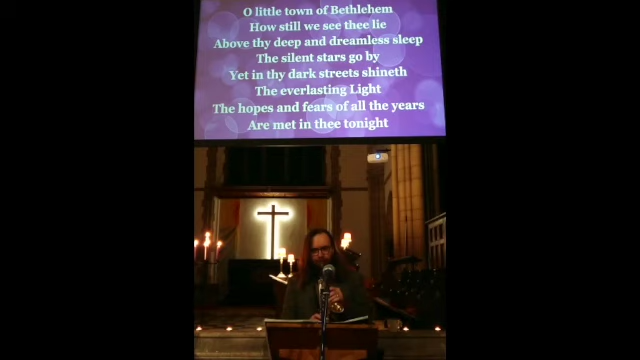 O little town of Bethlehem
How still we see thee lie
Above thy deep and dreamless sleep
The silent stars go by
Yet in thy dark streets shineth
The everlasting Light
The hopes and fears of all the years
Are met in thee tonight